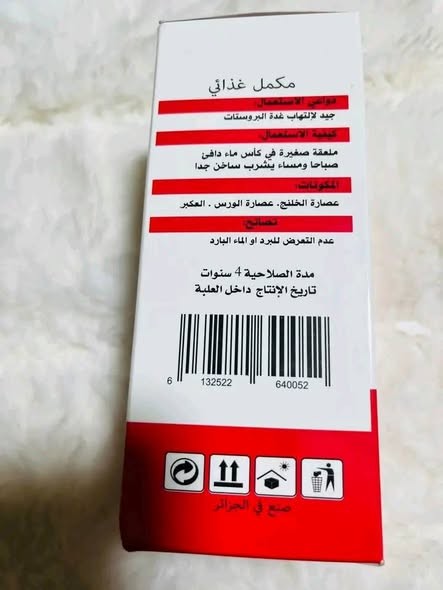 مكمل غذائي
دواعي الاستعمال:
جيد لإلتهاب غدة البروستات
كيفية الاستعمال:
ملعقة صغيرة في كأس ماء دافئ
صباحا ومساء يشرب ساخن جدا
المكونات:
عصارة الخلنج. عصارة الورس . العكبر
نصائح:
عدم التعرض للبرد او الماء البارد
مدة الصلاحية 4 سنوات
تاريخ الإنتاج داخل العلبة
6 132522 640052
صنع في الجزائر